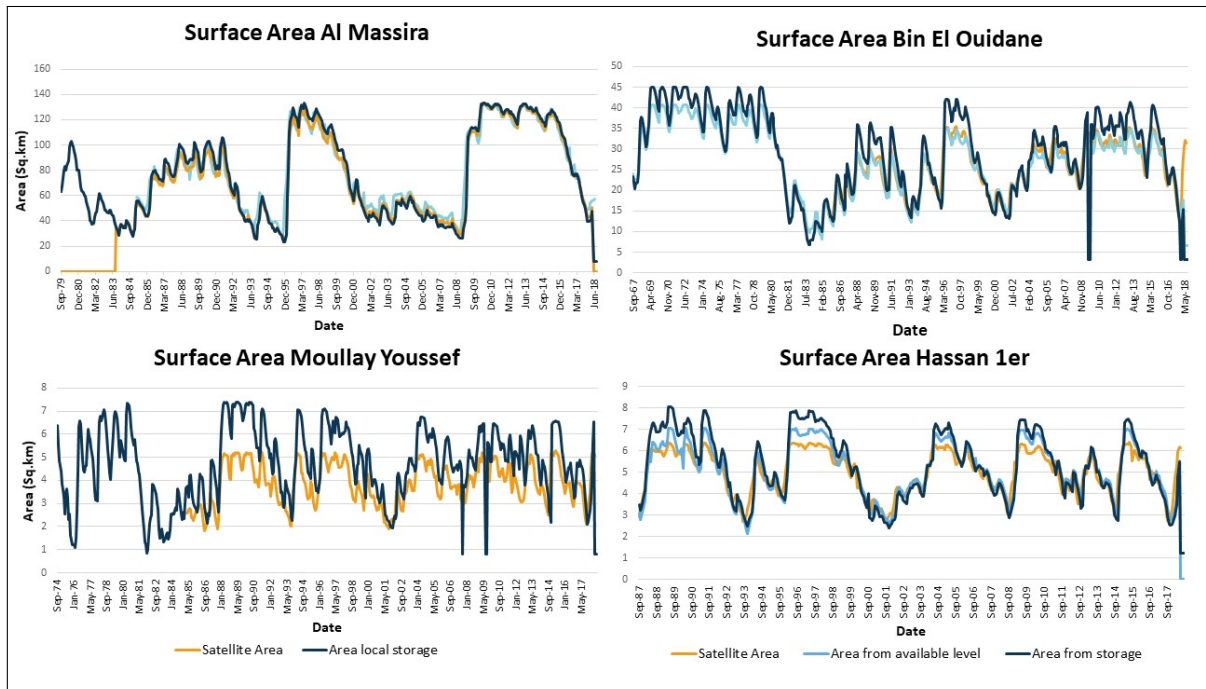 Surface Area Al Massira
Area (Sq.km)
160
140
120
100
80
60
40
20
0
Sep-79
Dec-80
Mar-82
Jun-83
Sep-84
Dec-85
Mar-87
Jun-88
Sep-89
Dec-90
Mar-92
Jun-93
Sep-94
Dec-95
Mar-97
Jun-98
Sep-99
Dec-00
Mar-02
Jun-03
Sep-04
Dec-05
Mar-07
Jun-08
Sep-09
Dec-10
Mar-12
Jun-13
Sep-14
Dec-15
Mar-17
Jun-18
Date
Surface Area Bin El Ouidane
50
45
40
35
30
25
20
15
10
5
0
Sep-67
Apr-69
Nov-70
Jun-72
Jan-74
Aug-75
Mar-77
Oct-78
May-80
Dec-81
Jul-83
Feb-85
Sep-86
Apr-88
Nov-89
Jun-91
Jan-93
Aug-94
Mar-96
Oct-97
May-99
Dec-00
Jul-02
Feb-04
Sep-05
Apr-07
Nov-08
Jun-10
Jan-12
Aug-13
Mar-15
Oct-16
May-18
Date
Surface Area Moullay Youssef
Area (Sq.km)
8
7
6
5
4
3
2
1
0
Sep-74
Jan-76
May-77
Sep-78
Jan-80
May-81
Sep-82
Jan-84
May-85
Sep-86
Jan-88
May-89
Sep-90
Jan-92
May-93
Sep-94
Jan-96
May-97
Sep-98
Jan-00
May-01
Sep-02
Jan-04
May-05
Sep-06
Jan-08
May-09
Sep-10
Jan-12
May-13
Sep-14
Jan-16
May-17
Date
Satellite Area
Area local storage
Surface Area Hassan 1er
9
8
7
6
5
4
3
2
1
0
Sep-87
Sep-88
Sep-89
Sep-90
Sep-91
Sep-92
Sep-93
Sep-94
Sep-95
Sep-96
Sep-97
Sep-98
Sep-99
Sep-00
Sep-01
Sep-02
Sep-03
Sep-04
Sep-05
Sep-06
Sep-07
Sep-08
Sep-09
Sep-10
Sep-11
Sep-12
Sep-13
Sep-14
Sep-15
Sep-16
Sep-17
Date
Satellite Area
Area from available level
Area from storage